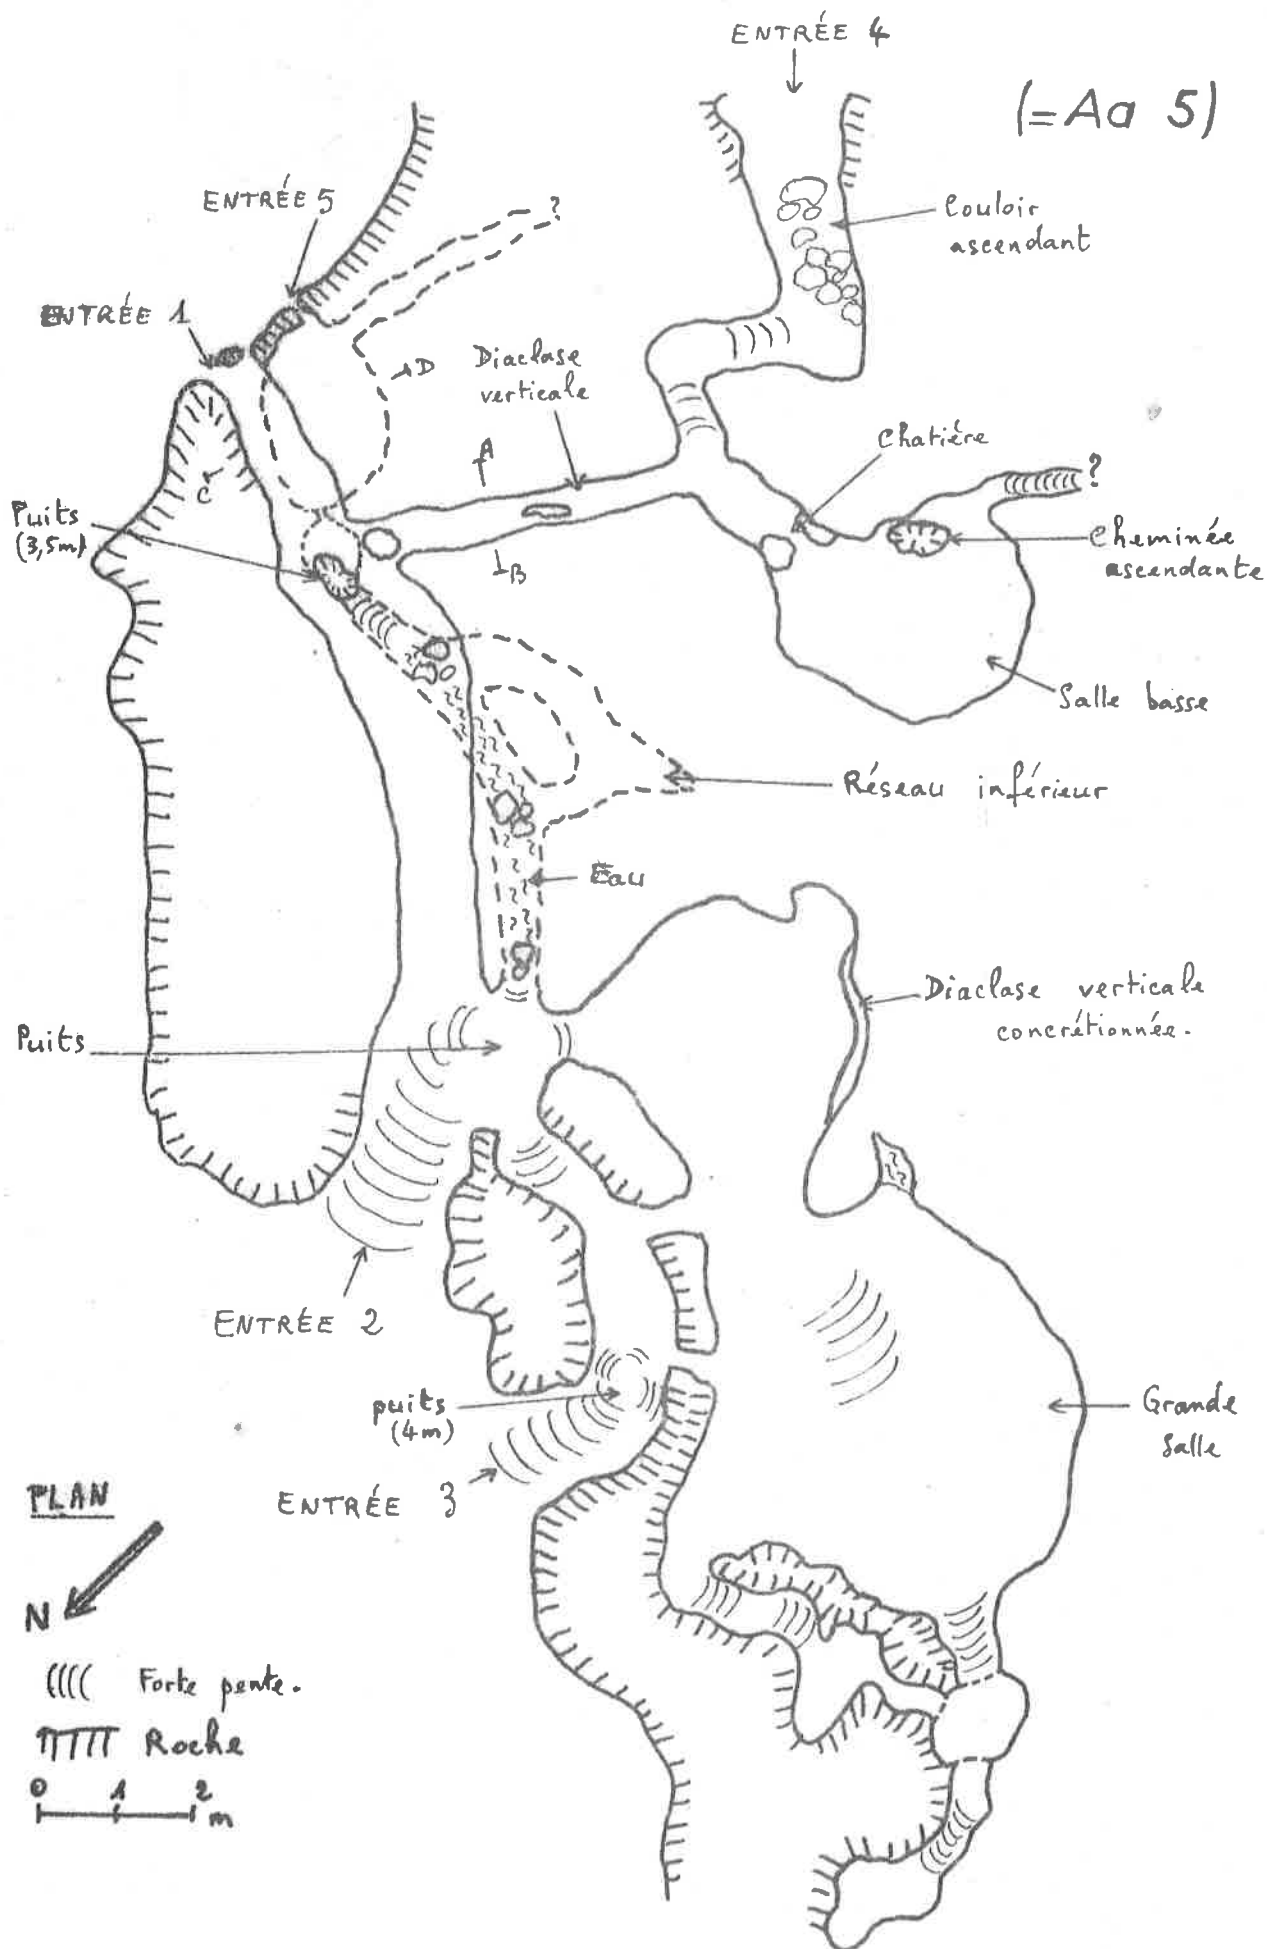 ENTRÉE 4
(=Aa 5)
ENTRÉE 5
Couloir
ascendant
ENTRÉE 1
D
Diaclase
verticale
A
Chatière
C
?
?
Puits
(3,5m)
B
Cheminée
ascendante
Salle basse
Réseau inférieur
Eau
Diaclase verticale
concrétionnée.
Puits
ENTRÉE 2
puits
(4m)
Grande
Salle
ENTRÉE 3
PLAN
N
Forte pente.
Roche
0 1 2
m